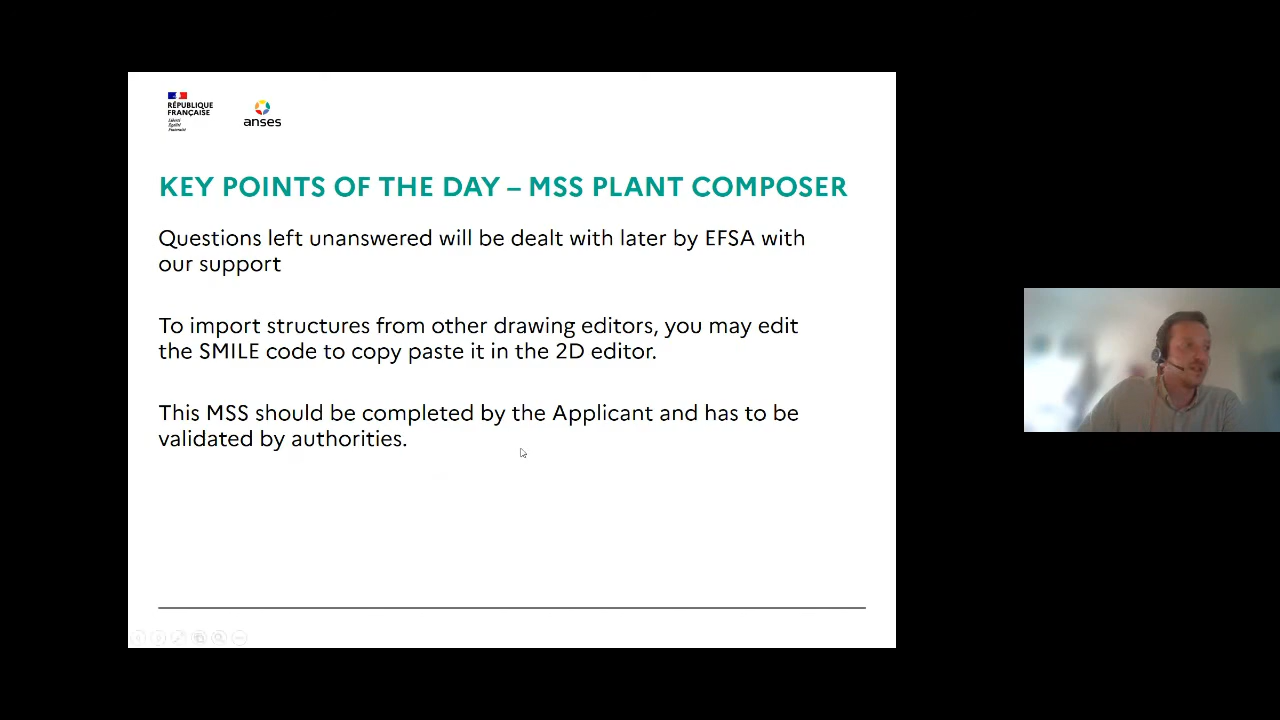 RÉPUBLIQUE
FRANÇAISE
Liberté
Égalité
Fraternité
anses
KEY POINTS OF THE DAY – MSS PLANT COMPOSER
Questions left unanswered will be dealt with later by EFSA with
our support
To import structures from other drawing editors, you may edit
the SMILE code to copy paste it in the 2D editor.
This MSS should be completed by the Applicant and has to be
validated by authorities.